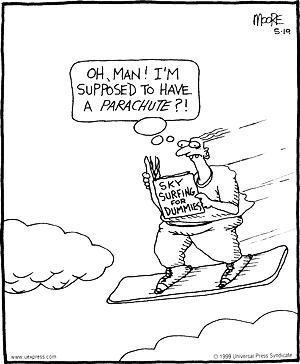 MOORE
5-19
OH, MAN! I'M
SUPPOSED TO HAVE
A PARACHUTE?!
SKY
SURFING
FOR
DUMMIES
www.uexpress.com
© 1999 Universal Press Syndicate